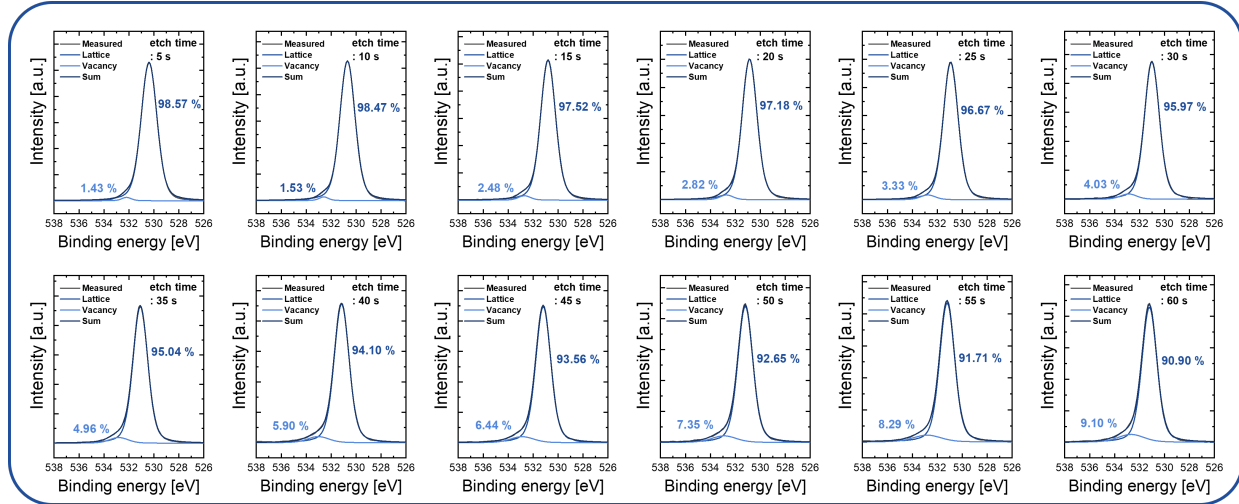 Measured
Lattice
Vacancy
Sum
etch time
: 5 s
98.57 %
1.43 %
Intensity [a.u.]
538 536 534 532 530 528 526
Binding energy [eV]
Measured
Lattice
Vacancy
Sum
etch time
: 10 s
98.47 %
1.53 %
Intensity [a.u.]
538 536 534 532 530 528 526
Binding energy [eV]
Measured
Lattice
Vacancy
Sum
etch time
: 15 s
97.52 %
2.48 %
Intensity [a.u.]
538 536 534 532 530 528 526
Binding energy [eV]
Measured
Lattice
Vacancy
Sum
etch time
: 20 s
97.18 %
2.82 %
Intensity [a.u.]
538 536 534 532 530 528 526
Binding energy [eV]
Measured
Lattice
Vacancy
Sum
etch time
: 25 s
96.67 %
3.33 %
Intensity [a.u.]
538 536 534 532 530 528 526
Binding energy [eV]
Measured
Lattice
Vacancy
Sum
etch time
: 30 s
95.97 %
4.03 %
Intensity [a.u.]
538 536 534 532 530 528 526
Binding energy [eV]
Measured
Lattice
Vacancy
Sum
etch time
: 35 s
95.04 %
4.96 %
Intensity [a.u.]
538 536 534 532 530 528 526
Binding energy [eV]
Measured
Lattice
Vacancy
Sum
etch time
: 40 s
94.10 %
5.90 %
Intensity [a.u.]
538 536 534 532 530 528 526
Binding energy [eV]
Measured
Lattice
Vacancy
Sum
etch time
: 45 s
93.56 %
6.44 %
Intensity [a.u.]
538 536 534 532 530 528 526
Binding energy [eV]
Measured
Lattice
Vacancy
Sum
etch time
: 50 s
92.65 %
7.35 %
Intensity [a.u.]
538 536 534 532 530 528 526
Binding energy [eV]
Measured
Lattice
Vacancy
Sum
etch time
: 55 s
91.71 %
8.29 %
Intensity [a.u.]
538 536 534 532 530 528 526
Binding energy [eV]
Measured
Lattice
Vacancy
Sum
etch time
: 60 s
90.90 %
9.10 %
Intensity [a.u.]
538 536 534 532 530 528 526
Binding energy [eV]